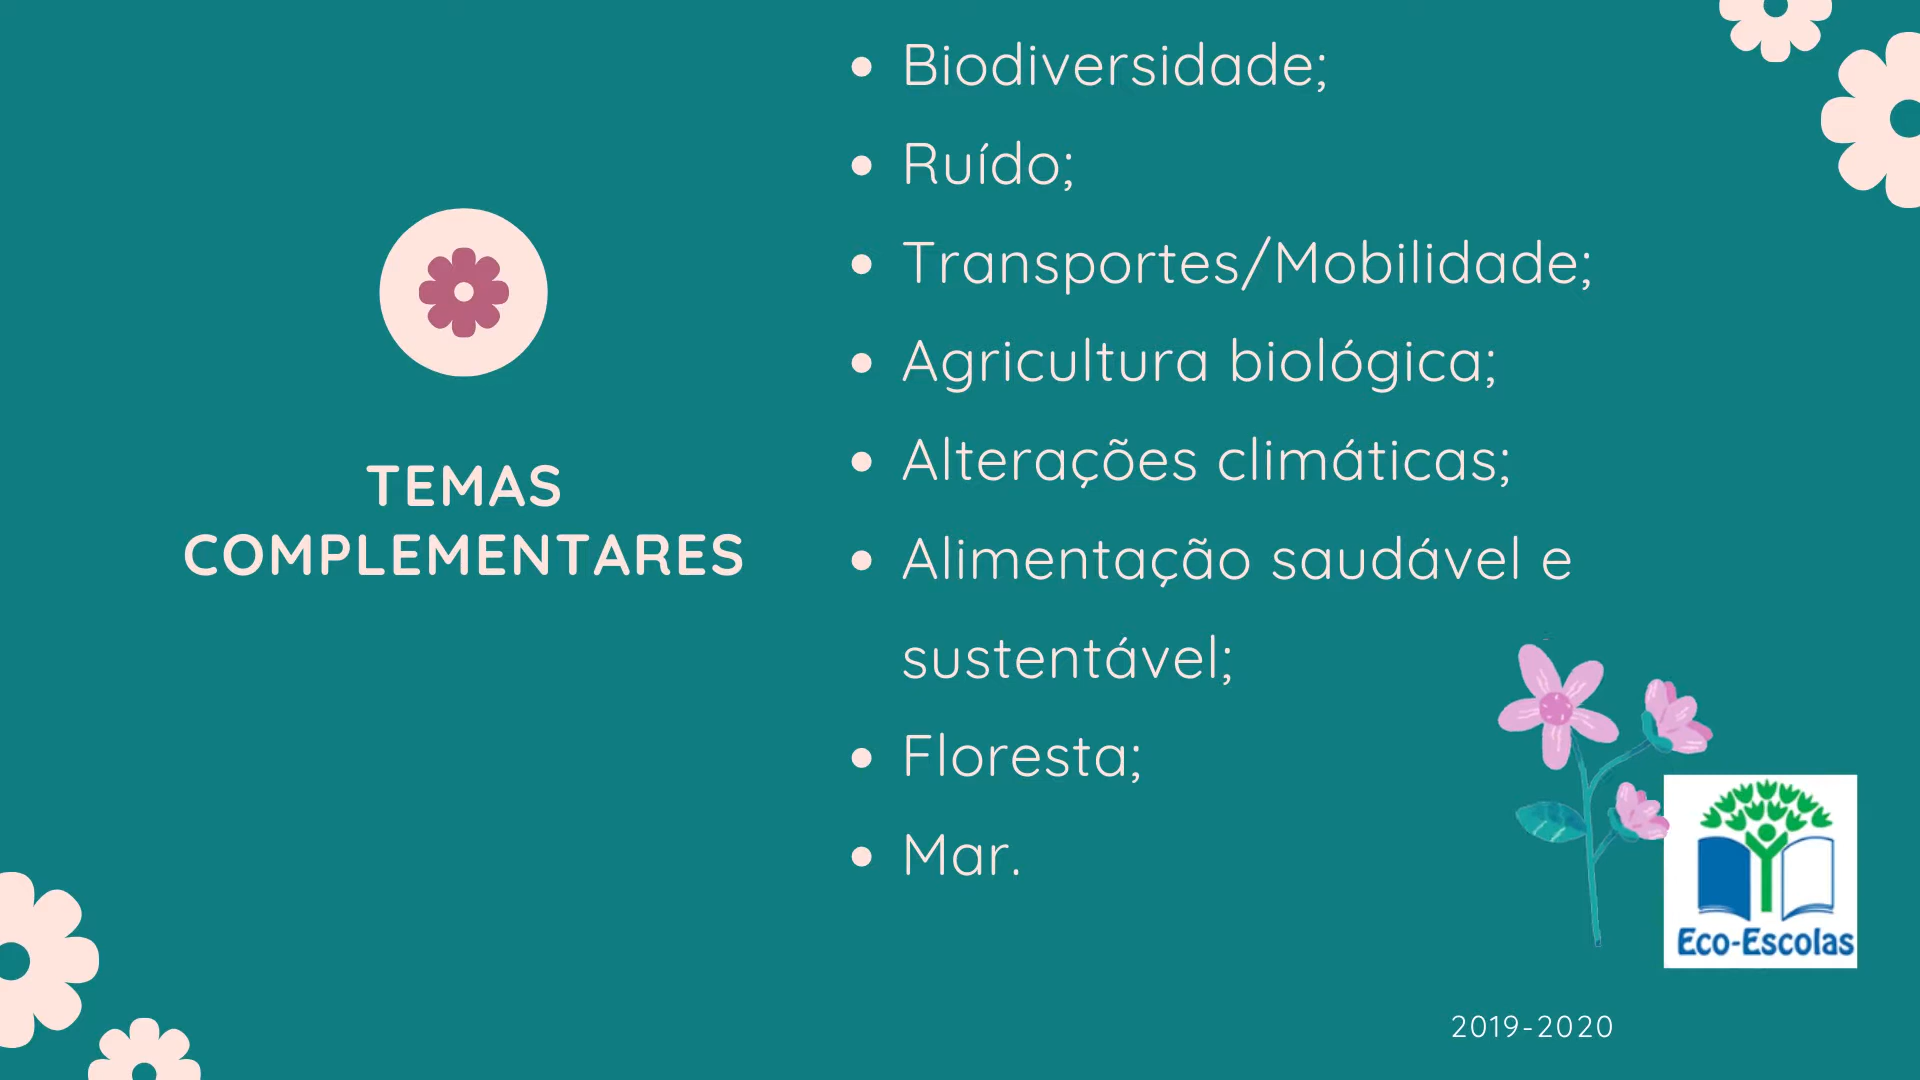 TEMAS
COMPLEMENTARES
Biodiversidade;
Ruído;
Transportes/Mobilidade;
Agricultura biológica;
Alterações climáticas;
Alimentação saudável e
sustentável;
Floresta;
Mar.
Eco-Escolas
2019-2020